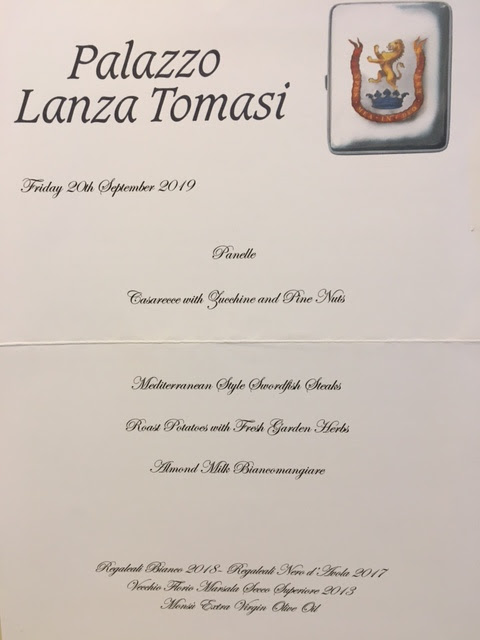 Palazzo
Lanza Tomasi
Friday 20th September 2019
Panelle
Casarecce with Zucchine and Pine Nuts
Mediterranean Style Swordfish Steaks
Roast Potatoes with Fresh Garden Herbs
Almond Milk Biancomangiare
Regaleali Bianco 2018- Regaleali Nero d'Avola 2017
Vecchio Florio Marsala Secco Superiore 2013
Monsù Extra Virgin Olive Oil